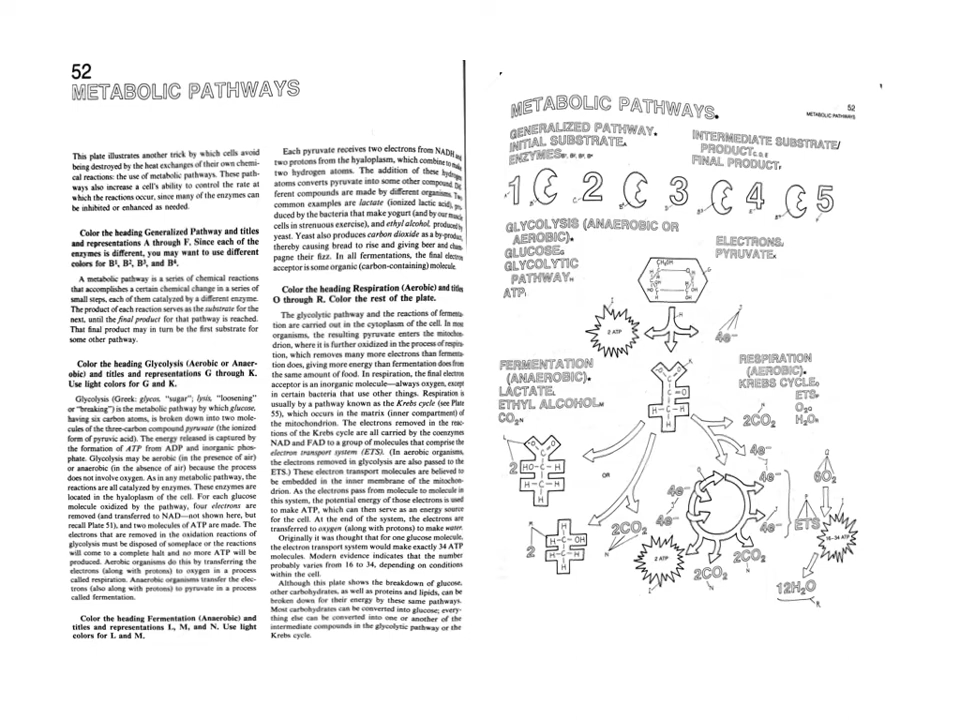 52
METABOLIC PATHWAYS
This plate illustrates another trick by which cells avoid
being destroyed by the heat exchanges of their own chemi-
cal reactions: the use of metabolic pathways. These path-
ways also increase a cell's ability to control the rate at
which the reactions occur, since many of the enzymes can
be inhibited or enhanced as needed.
Color the heading Generalized Pathway and titles
and representations A through F. Since each of the
enzymes is different, you may want to use different
colors for B¹, B², B³, and B⁴.
A metabolic pathway is a series of chemical reactions
that accomplishes a certain chemical change in a series of
small steps, each of them catalyzed by a different enzyme.
The product of each reaction serves as the substrate for the
next, until the final product for that pathway is reached.
That final product may in turn be the first substrate for
some other pathway.
Color the heading Glycolysis (Aerobic or Anaer-
obic) and titles and representations G through K.
Use light colors for G and K.
Glycolysis (Greek: glycos, "sugar"; lysis, "loosening"
or "breaking") is the metabolic pathway by which glucose,
having six carbon atoms, is broken down into two mole-
cules of the three-carbon compound pyruvate (the ionized
form of pyruvic acid). The energy released is captured by
the formation of ATP from ADP and inorganic phos-
phate. Glycolysis may be aerobic (in the presence of air)
or anaerobic (in the absence of air) because the process
does not involve oxygen. As in any metabolic pathway, the
reactions are all catalyzed by enzymes. These enzymes are
located in the hyaloplasm of the cell. For each glucose
molecule oxidized by the pathway, four electrons are
removed (and transferred to NAD—not shown here, but
recall Plate 51), and two molecules of ATP are made. The
electrons that are removed in the oxidation reactions of
glycolysis must be disposed of someplace or the reactions
will come to a complete halt and no more ATP will be
produced. Aerobic organisms do this by transferring the
electrons (along with protons) to oxygen in a process
called respiration. Anaerobic organisms transfer the elec-
trons (also along with protons) to pyruvate in a process
called fermentation.
Color the heading Fermentation (Anaerobic) and
titles and representations L, M, and N. Use light
colors for L and M.
Each pyruvate receives two electrons from NADH and
two protons from the hyaloplasm, which combine to make
two hydrogen atoms. The addition of these hydrogen
atoms converts pyruvate into some other compound. Dif-
ferent compounds are made by different organisms. Two
common examples are lactate (ionized lactic acid), pro-
duced by the bacteria that make yogurt (and by our muscle
cells in strenuous exercise), and ethyl alcohol, produced by
yeast. Yeast also produces carbon dioxide as a by-product,
thereby causing bread to rise and giving beer and cham-
pagne their fizz. In all fermentations, the final electron
acceptor is some organic (carbon-containing) molecule.
Color the heading Respiration (Aerobic) and titles
O through R. Color the rest of the plate.
The glycolytic pathway and the reactions of fermenta-
tion are carried out in the cytoplasm of the cell. In most
organisms, the resulting pyruvate enters the mitochon-
drion, where it is further oxidized in the process of respira-
tion, which removes many more electrons than fermenta-
tion does, giving more energy than fermentation does from
the same amount of food. In respiration, the final electron
acceptor is an inorganic molecule—always oxygen, except
in certain bacteria that use other things. Respiration is
usually by a pathway known as the Krebs cycle (see Plate
55), which occurs in the matrix (inner compartment) of
the mitochondrion. The electrons removed in the reac-
tions of the Krebs cycle are all carried by the coenzymes
NAD and FAD to a group of molecules that comprise the
electron transport system (ETS). (In aerobic organisms,
the electrons removed in glycolysis are also passed to the
ETS.) These electron transport molecules are believed to
be embedded in the inner membrane of the mitochon-
drion. As the electrons pass from molecule to molecule in
this system, the potential energy of those electrons is used
to make ATP, which can then serve as an energy source
for the cell. At the end of the system, the electrons are
transferred to oxygen (along with protons) to make water.
Originally it was thought that for one glucose molecule,
the electron transport system would make exactly 34 ATP
molecules. Modern evidence indicates that the number
probably varies from 16 to 34, depending on conditions
within the cell.
Although this plate shows the breakdown of glucose,
other carbohydrates, as well as proteins and lipids, can be
broken down for their energy by these same pathways.
Most carbohydrates can be converted into glucose; every-
thing else can be converted into one or another of the
intermediate compounds in the glycolytic pathway or the
Krebs cycle.
METABOLIC PATHWAYS
52
METABOLIC PATHWAYS
GENERALIZED PATHWAY
INITIAL SUBSTRATE A
ENZYMES B¹, B², B³, B⁴
INTERMEDIATE SUBSTRATE/
PRODUCT C, D, E
FINAL PRODUCT F
1 2 3 4 5
GLYCOLYSIS (ANAEROBIC OR
AEROBIC)
GLUCOSE G
GLYCOLYTIC
PATHWAY H
ATP I
ELECTRONS J
PYRUVATE K
CH₂OH
2 ATP
4e⁻
FERMENTATION
(ANAEROBIC)
LACTATE L
ETHYL ALCOHOL M
CO₂ N
RESPIRATION
(AEROBIC)
KREBS CYCLE O
ETS P
O₂ Q
H₂O R
2CO₂
4e⁻
2
HO-C-H
H-C-H
OR
4e⁻
4e⁻
4e⁻
4e⁻
6O₂
ETS
16-34 ATP
2
2CO₂
2 ATP
2CO₂
2CO₂
12H₂O